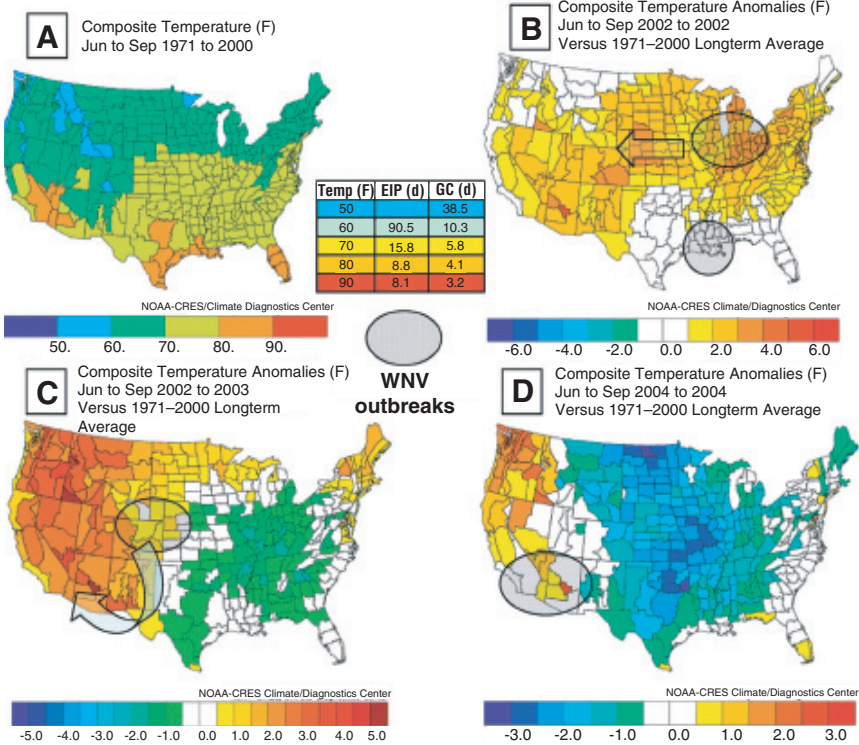 A
Composite Temperature (F)
Jun to Sep 1971 to 2000
NOAA-CRES/Climate Diagnostics Center
50. 60. 70. 80. 90.
B
Composite Temperature Anomalies (F)
Jun to Sep 2002 to 2002
Versus 1971–2000 Longterm Average
NOAA-CRES Climate/Diagnostics Center
-6.0 -4.0 -2.0 0.0 2.0 4.0 6.0
Temp (F) EIP (d) GC (d)
50 38.5
60 90.5 10.3
70 15.8 5.8
80 8.8 4.1
90 8.1 3.2
WNV
outbreaks
C
Composite Temperature Anomalies (F)
Jun to Sep 2002 to 2003
Versus 1971–2000 Longterm
Average
NOAA-CRES Climate/Diagnostics Center
-5.0 -4.0 -2.0 -1.0 0.0 1.0 2.0 3.0 4.0 5.0
D
Composite Temperature Anomalies (F)
Jun to Sep 2004 to 2004
Versus 1971–2000 Longterm Average
NOAA-CRES Climate/Diagnostics Center
-3.0 -2.0 -1.0 0.0 1.0 2.0 3.0